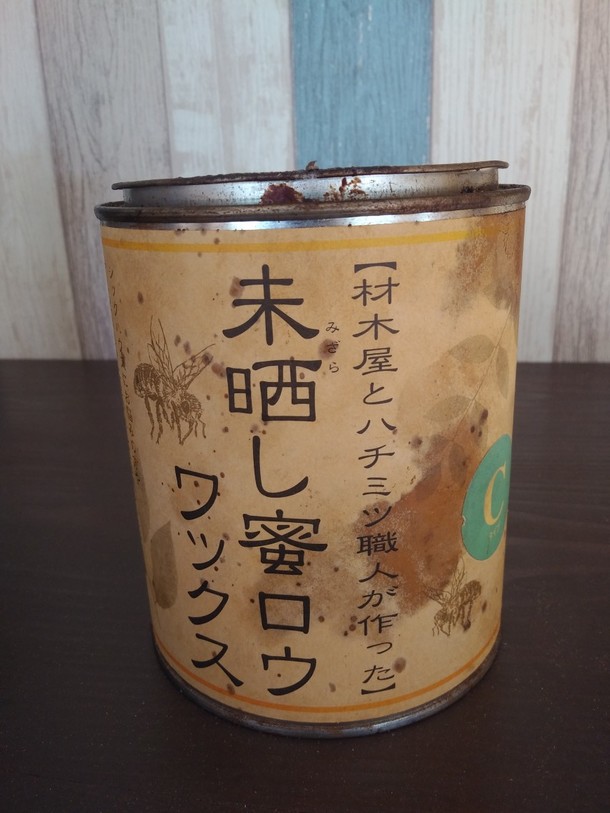 【材木屋とハチミツ職人が作った】
みざら
未晒し蜜ロウ
ワックス
C